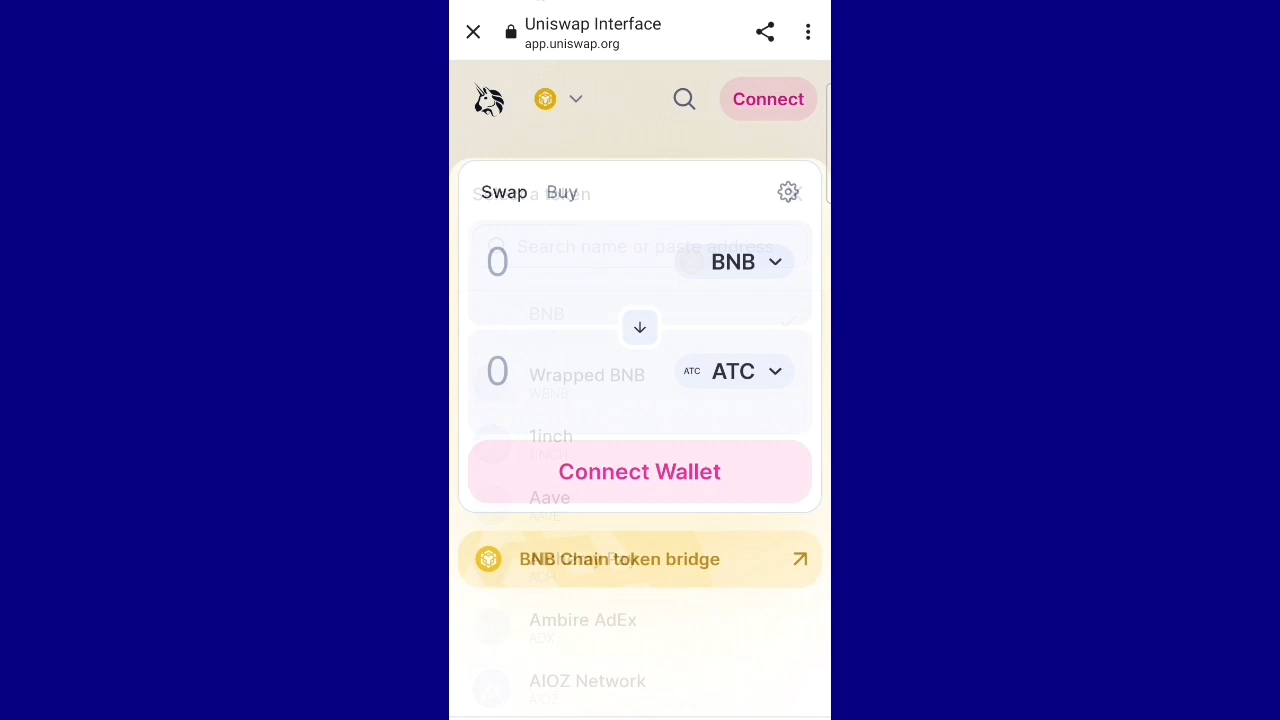 Uniswap Interface
app.uniswap.org
Connect
Swap Buy
Select a token
Search name or paste address
0 BNB
BNB
0 ATC ATC
Wrapped BNB
WBNB
1inch
1INCH
Connect Wallet
Aave
AAVE
BNB Chain token bridge
ACH
Ambire AdEx
ADX
AIOZ Network
AIOZ